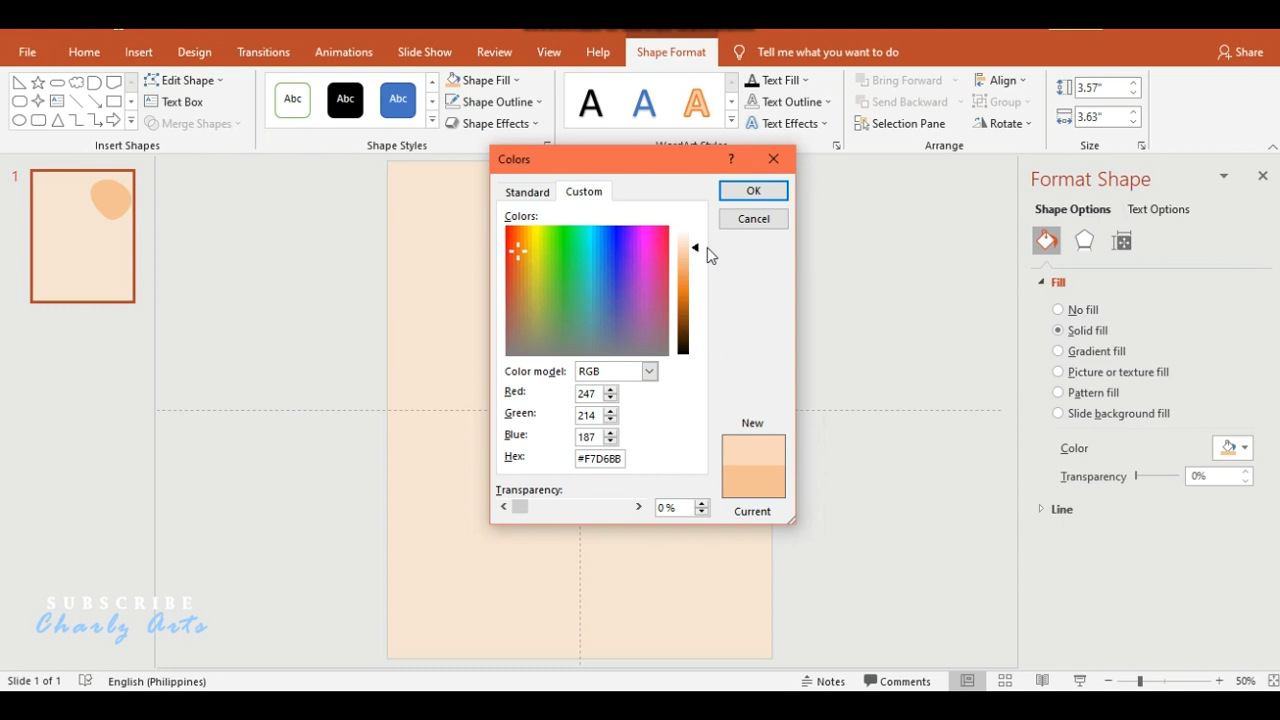 File Home Insert Design Transitions Animations Slide Show Review View Help Shape Format Tell me what you want to do Share
Edit Shape
Text Box
Merge Shapes
Insert Shapes
Abc Abc Abc
Shape Fill
Shape Outline
Shape Effects
Shape Styles
A A A
Text Fill
Text Outline
Text Effects
WordArt Styles
Bring Forward
Send Backward
Selection Pane
Align
Group
Rotate
Arrange
3.57"
3.63"
Size
1
Colors ? ×
Standard Custom
OK
Cancel
Colors:
Color model: RGB
Red: 247
Green: 214
Blue: 187
Hex: #F7D6BB
New
Current
Transparency:
0 %
Format Shape
Shape Options Text Options
Fill
No fill
Solid fill
Gradient fill
Picture or texture fill
Pattern fill
Slide background fill
Color
Transparency 0%
Line
SUBSCRIBE
Charly Arts
Slide 1 of 1 English (Philippines) Notes Comments 50%